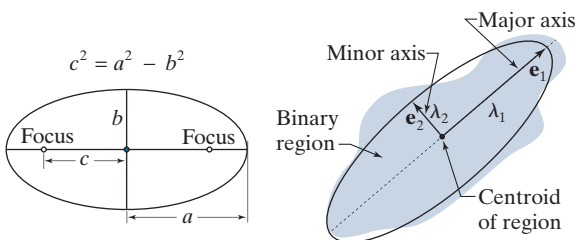 c² = a² − b²
b
Focus
Focus
c
a
Major axis
Minor axis
e₁
e₂
λ₂
λ₁
Binary
region
Centroid
of region